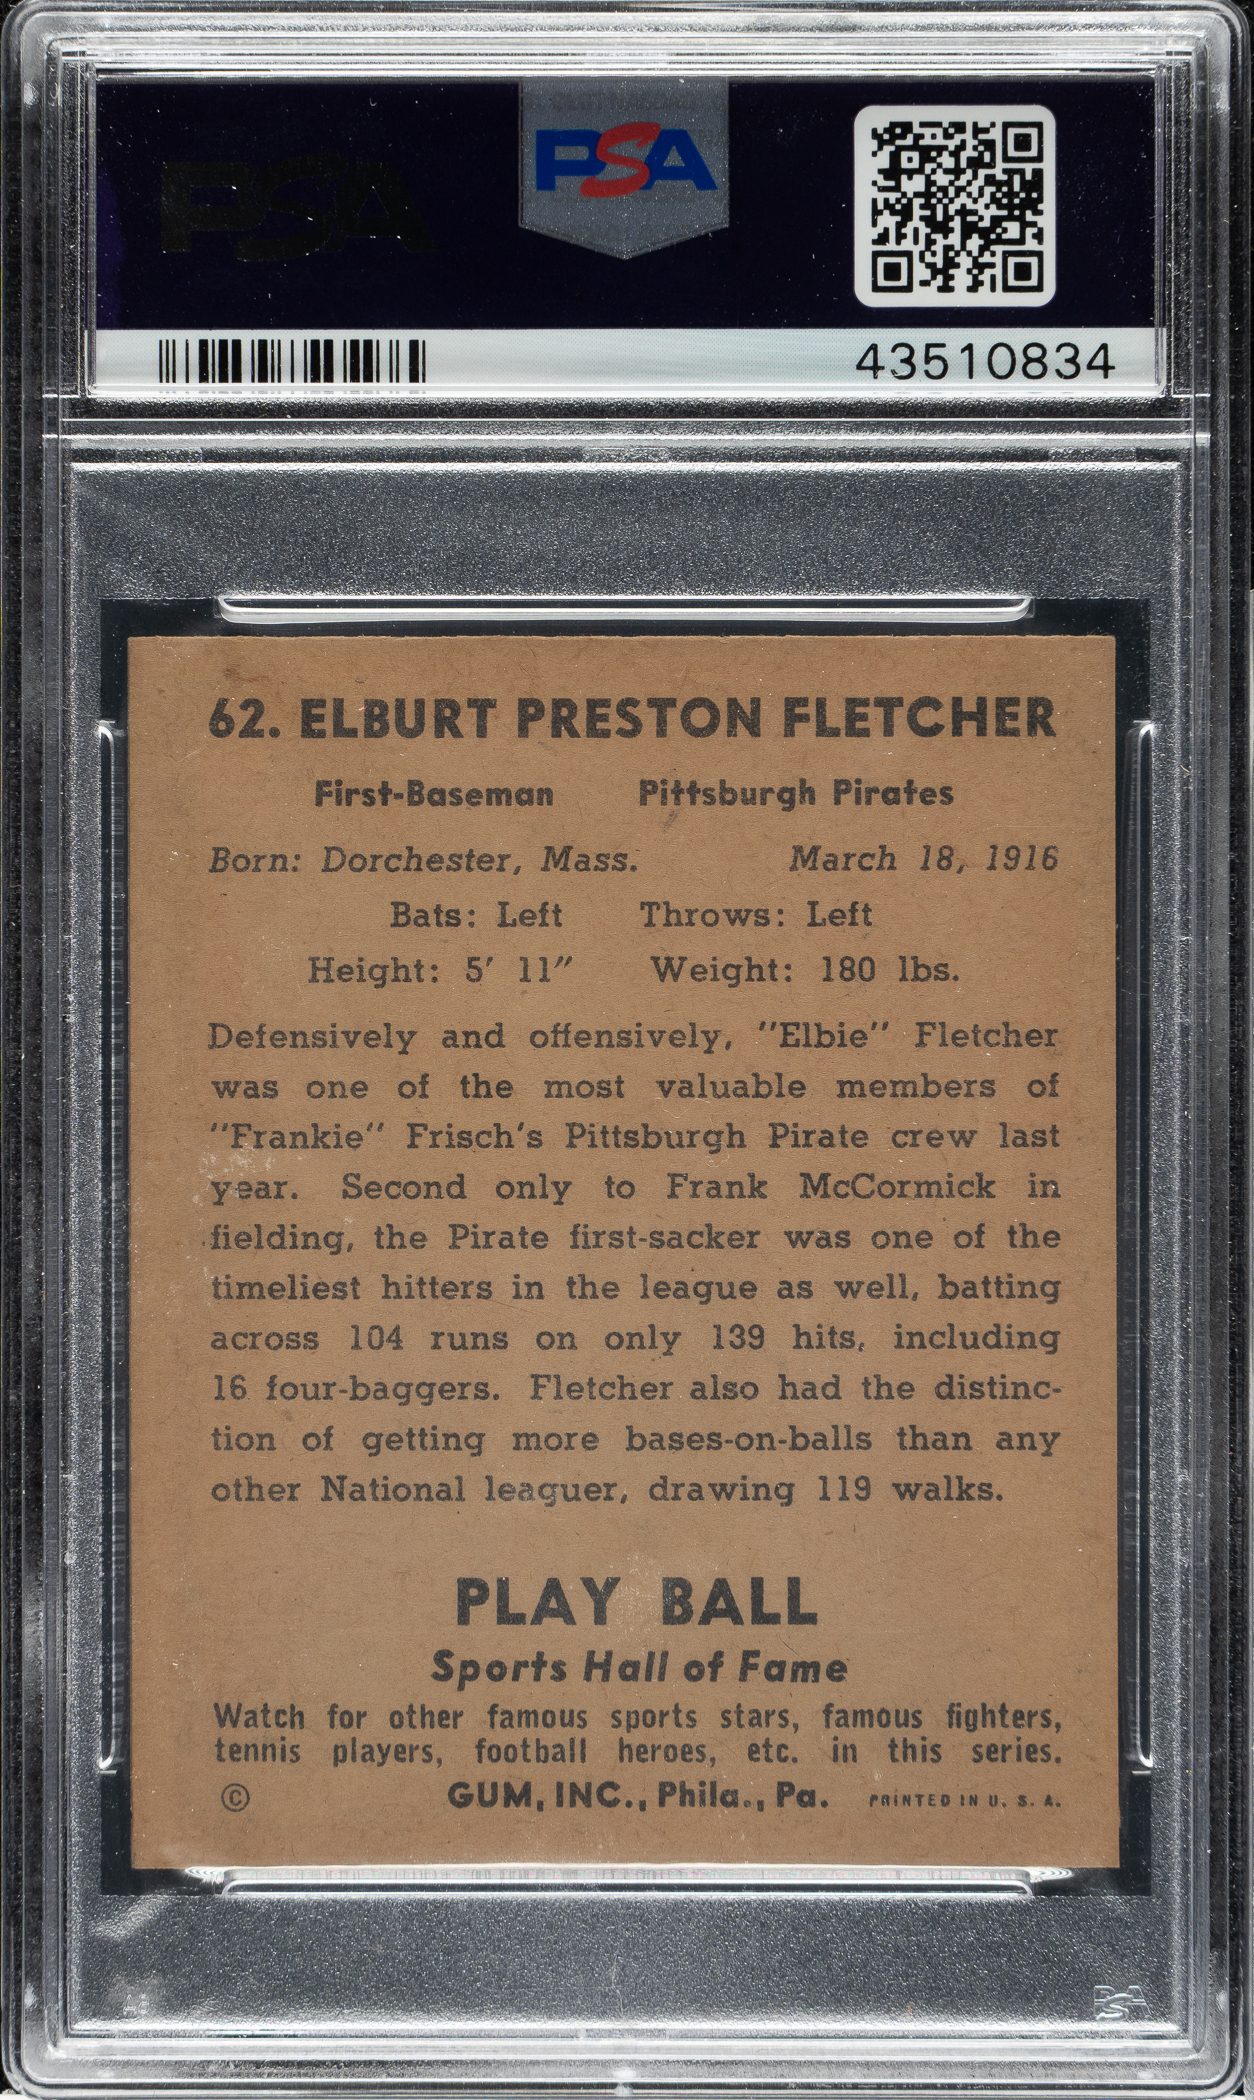 PSA
PSA
43510834
62. ELBURT PRESTON FLETCHER
First-Baseman Pittsburgh Pirates
Born: Dorchester, Mass. March 18, 1916
Bats: Left Throws: Left
Height: 5′ 11″ Weight: 180 lbs.
Defensively and offensively, "Elbie" Fletcher
was one of the most valuable members of
"Frankie" Frisch's Pittsburgh Pirate crew last
year. Second only to Frank McCormick in
fielding, the Pirate first-sacker was one of the
timeliest hitters in the league as well, batting
across 104 runs on only 139 hits, including
16 four-baggers. Fletcher also had the distinc-
tion of getting more bases-on-balls than any
other National leaguer, drawing 119 walks.
PLAY BALL
Sports Hall of Fame
Watch for other famous sports stars, famous fighters,
tennis players, football heroes, etc. in this series.
© GUM, INC., Phila., Pa. PRINTED IN U. S. A.
PSA